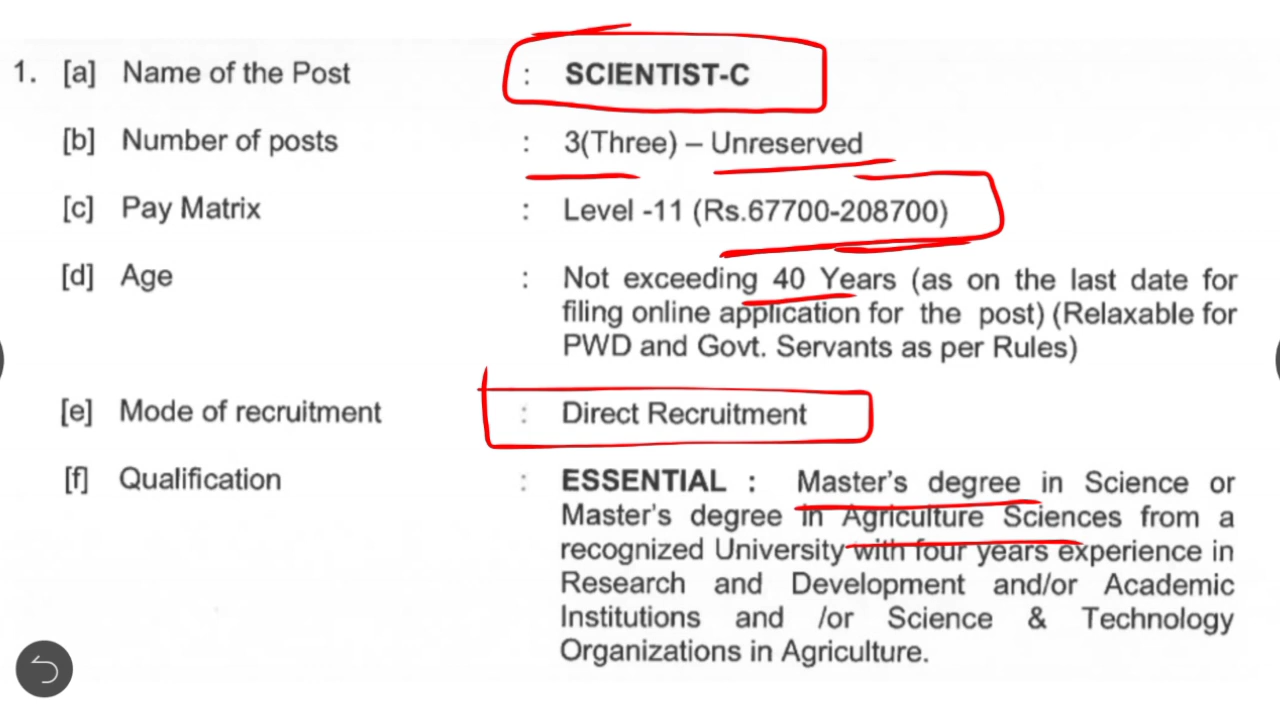 1. [a] Name of the Post : SCIENTIST-C
[b] Number of posts : 3(Three) – Unreserved
[c] Pay Matrix : Level -11 (Rs.67700-208700)
[d] Age : Not exceeding 40 Years (as on the last date for
filing online application for the post) (Relaxable for
PWD and Govt. Servants as per Rules)
[e] Mode of recruitment : Direct Recruitment
[f] Qualification : ESSENTIAL : Master's degree in Science or
Master's degree in Agriculture Sciences from a
recognized University with four years experience in
Research and Development and/or Academic
Institutions and /or Science & Technology
Organizations in Agriculture.